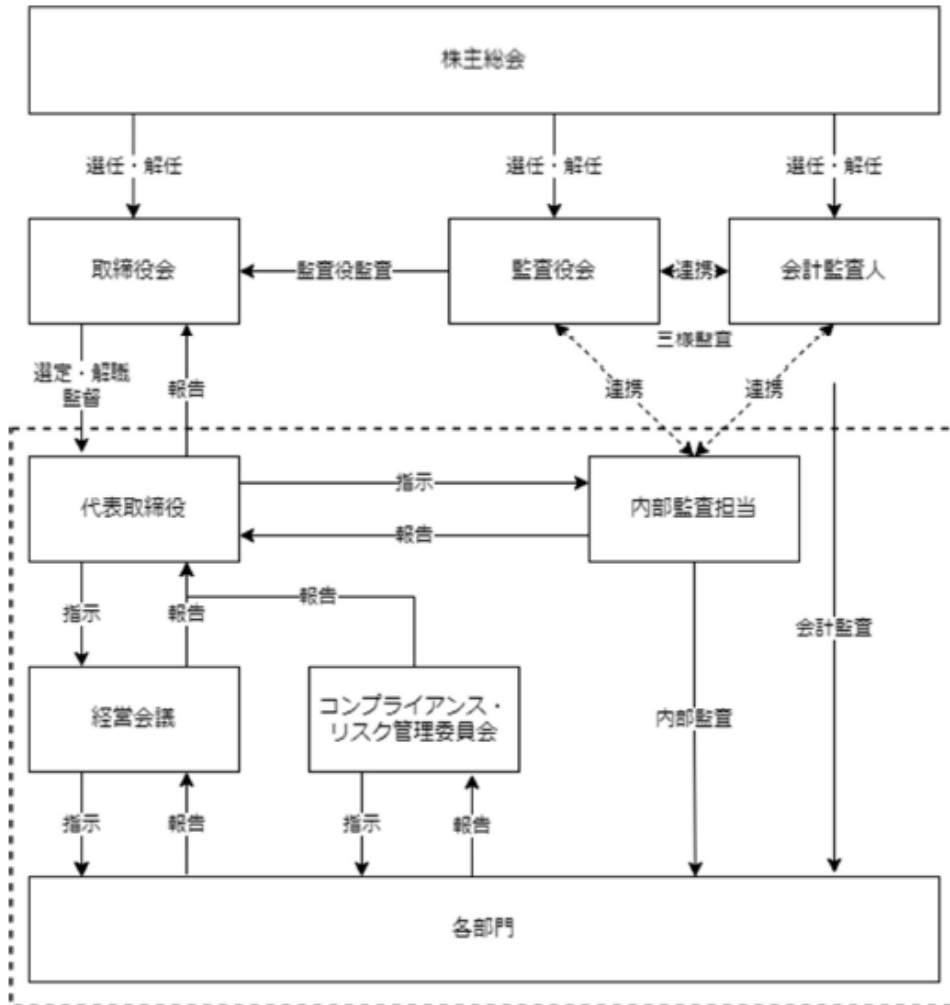 株主総会
選任・解任
選任・解任
選任・解任
取締役会
監査役監査
監査役会
連携
会計監査人
三様監査
選定・解職
監督
報告
連携
連携
代表取締役
指示
内部監査担当
報告
指示
報告
報告
会計監査
経営会議
コンプライアンス・
リスク管理委員会
内部監査
指示
報告
指示
報告
各部門